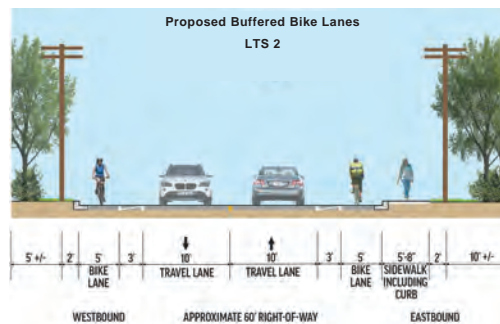 Proposed Buffered Bike Lanes
LTS 2
5' +/- 2' 5' 3' 10' 10' 3' 5' 5'-8" 2' 10' +/-
BIKE TRAVEL LANE TRAVEL LANE BIKE SIDEWALK
LANE LANE INCLUDING
CURB
WESTBOUND APPROXIMATE 60' RIGHT-OF-WAY EASTBOUND